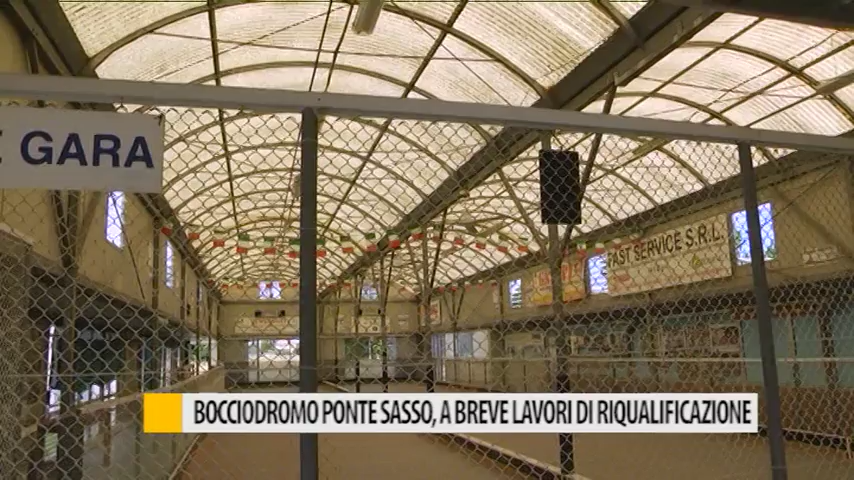 E GARA
FAST SERVICE S.R.L.
BOCCIODROMO PONTE SASSO, A BREVE LAVORI DI RIQUALIFICAZIONE